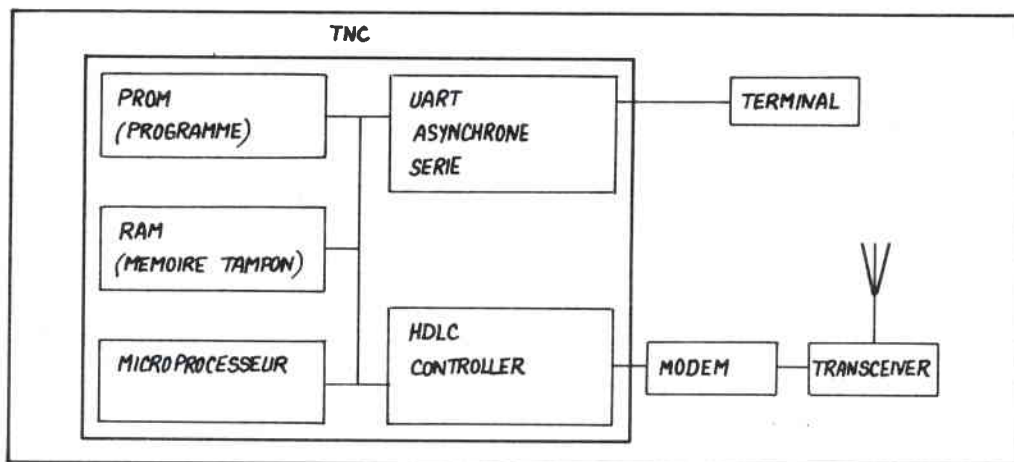 TNC
PROM
(PROGRAMME)
UART
ASYNCHRONE
SERIE
TERMINAL
RAM
(MEMOIRE TAMPON)
MICROPROCESSEUR
HDLC
CONTROLLER
MODEM
TRANSCEIVER